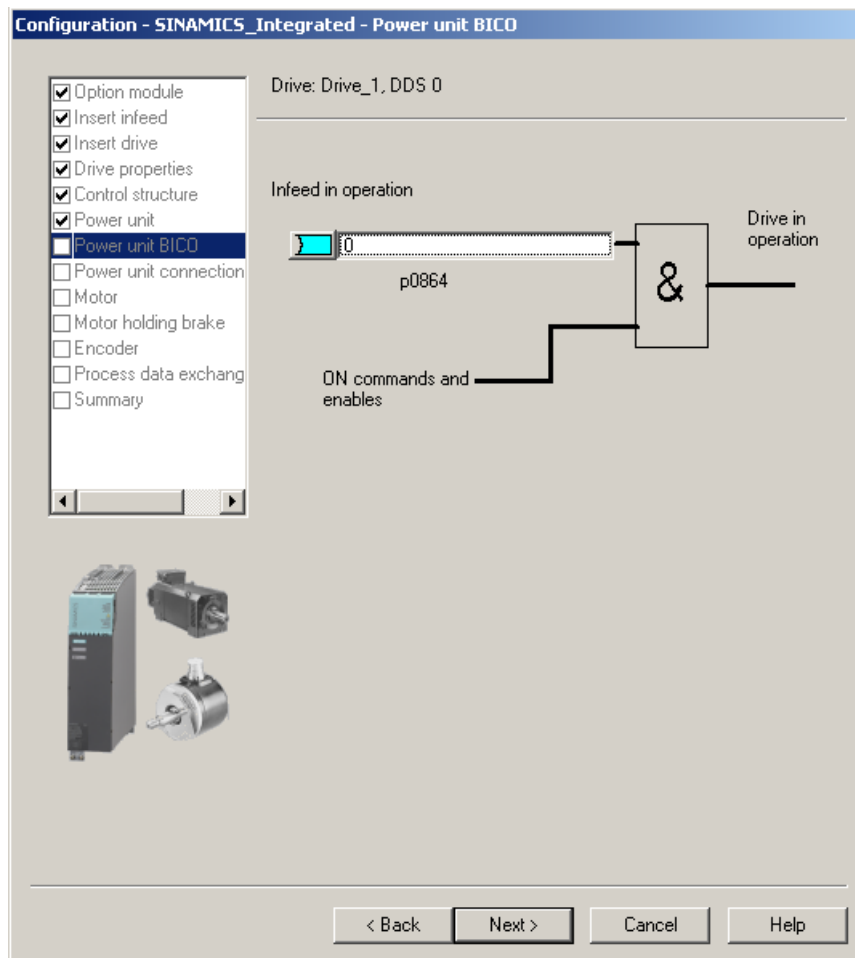 Configuration - SINAMICS_Integrated - Power unit BICO
Option module
Insert infeed
Insert drive
Drive properties
Control structure
Power unit
Power unit BICO
Power unit connection
Motor
Motor holding brake
Encoder
Process data exchang
Summary
Drive: Drive_1, DDS 0
Infeed in operation
0
p0864
ON commands and
enables
&
Drive in
operation
< Back
Next >
Cancel
Help